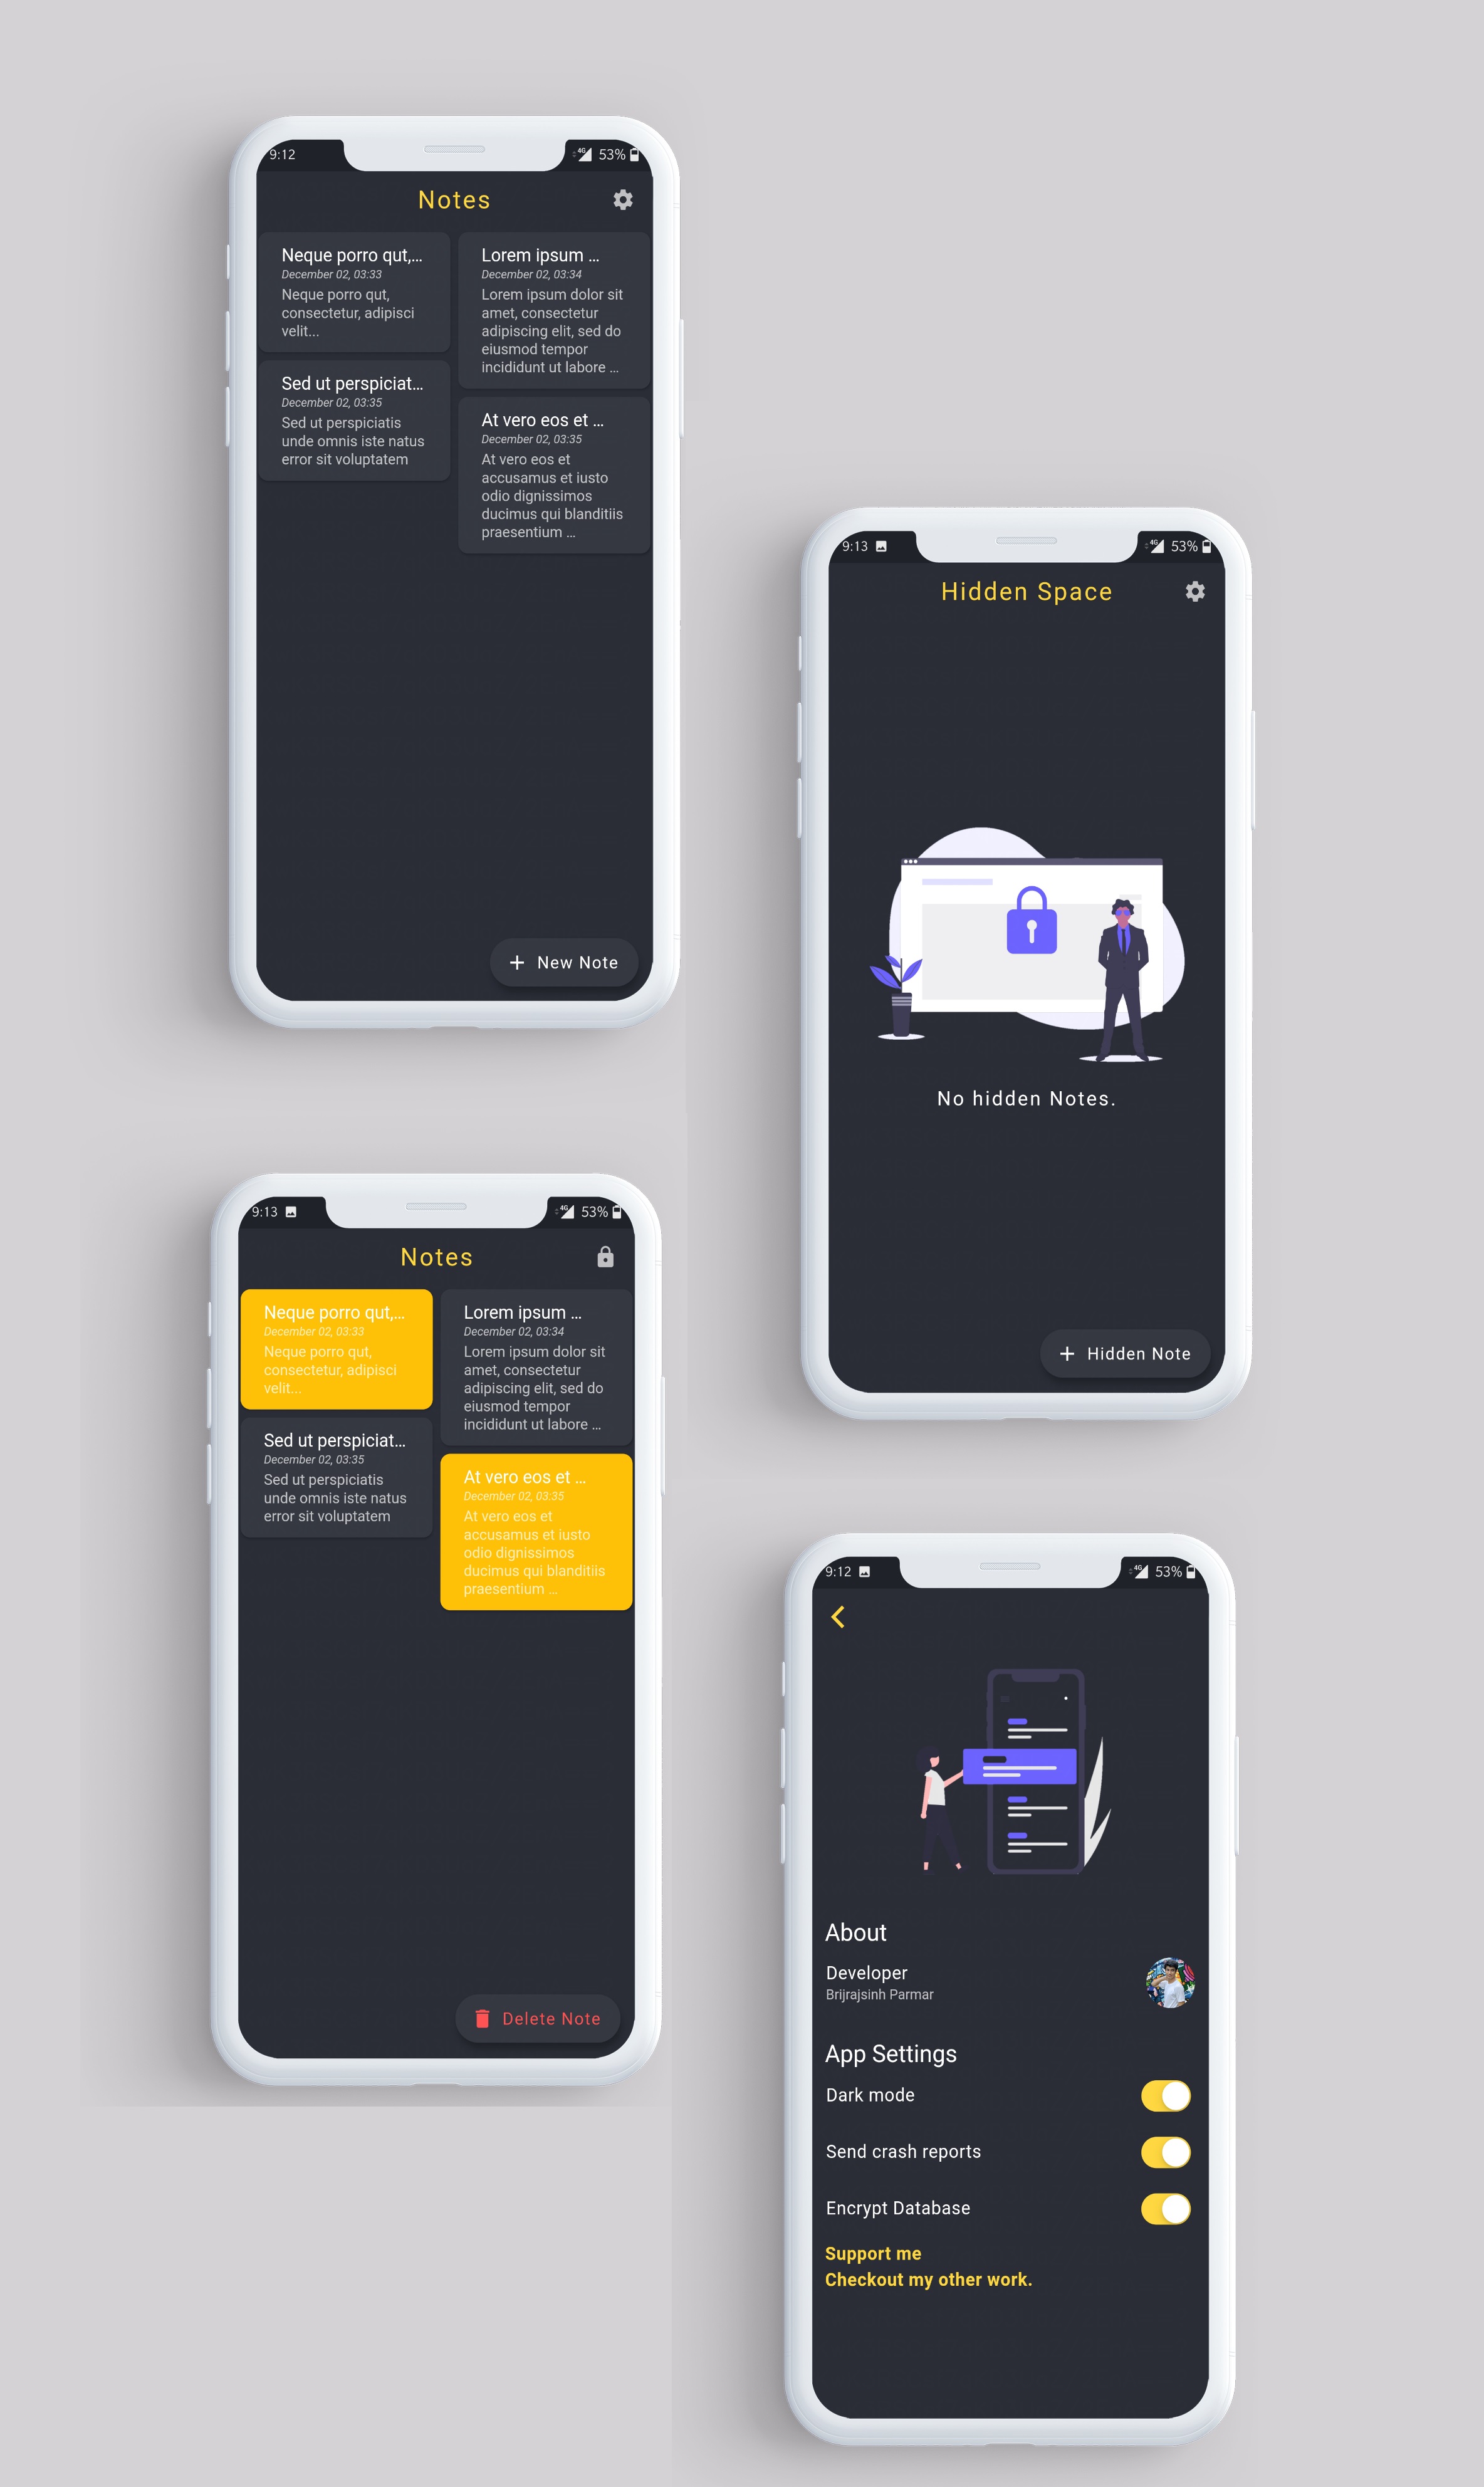 9:12
4G 53%
Notes
Neque porro qut,...
December 02, 03:33
Neque porro qut,
consectetur, adipisci
velit...
Sed ut perspiciat...
December 02, 03:35
Sed ut perspiciatis
unde omnis iste natus
error sit voluptatem
Lorem ipsum ...
December 02, 03:34
Lorem ipsum dolor sit
amet, consectetur
adipiscing elit, sed do
eiusmod tempor
incididunt ut labore ...
At vero eos et ...
December 02, 03:35
At vero eos et
accusamus et iusto
odio dignissimos
ducimus qui blanditiis
praesentium ...
+ New Note
9:13
4G 53%
Hidden Space
No hidden Notes.
+ Hidden Note
9:13
4G 53%
Notes
Neque porro qut,...
December 02, 03:33
Neque porro qut,
consectetur, adipisci
velit...
Sed ut perspiciat...
December 02, 03:35
Sed ut perspiciatis
unde omnis iste natus
error sit voluptatem
Lorem ipsum ...
December 02, 03:34
Lorem ipsum dolor sit
amet, consectetur
adipiscing elit, sed do
eiusmod tempor
incididunt ut labore ...
At vero eos et ...
December 02, 03:35
At vero eos et
accusamus et iusto
odio dignissimos
ducimus qui blanditiis
praesentium ...
Delete Note
9:12
4G 53%
About
Developer
Brijrajsinh Parmar
App Settings
Dark mode
Send crash reports
Encrypt Database
Support me
Checkout my other work.